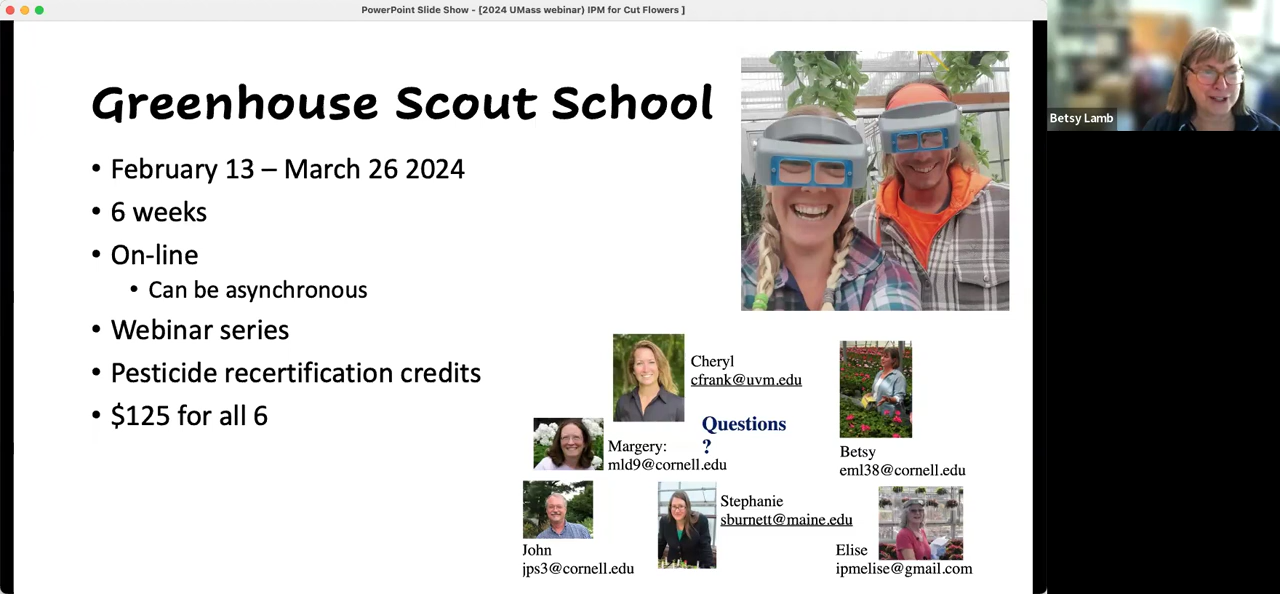 PowerPoint Slide Show - [2024 UMass webinar) IPM for Cut Flowers ]
Greenhouse Scout School
• February 13 – March 26 2024
• 6 weeks
• On-line
• Can be asynchronous
• Webinar series
• Pesticide recertification credits
• $125 for all 6
Cheryl
cfrank@uvm.edu
Questions
?
Margery:
mld9@cornell.edu
Betsy
eml38@cornell.edu
Stephanie
sburnett@maine.edu
John
jps3@cornell.edu
Elise
ipmelise@gmail.com
Betsy Lamb